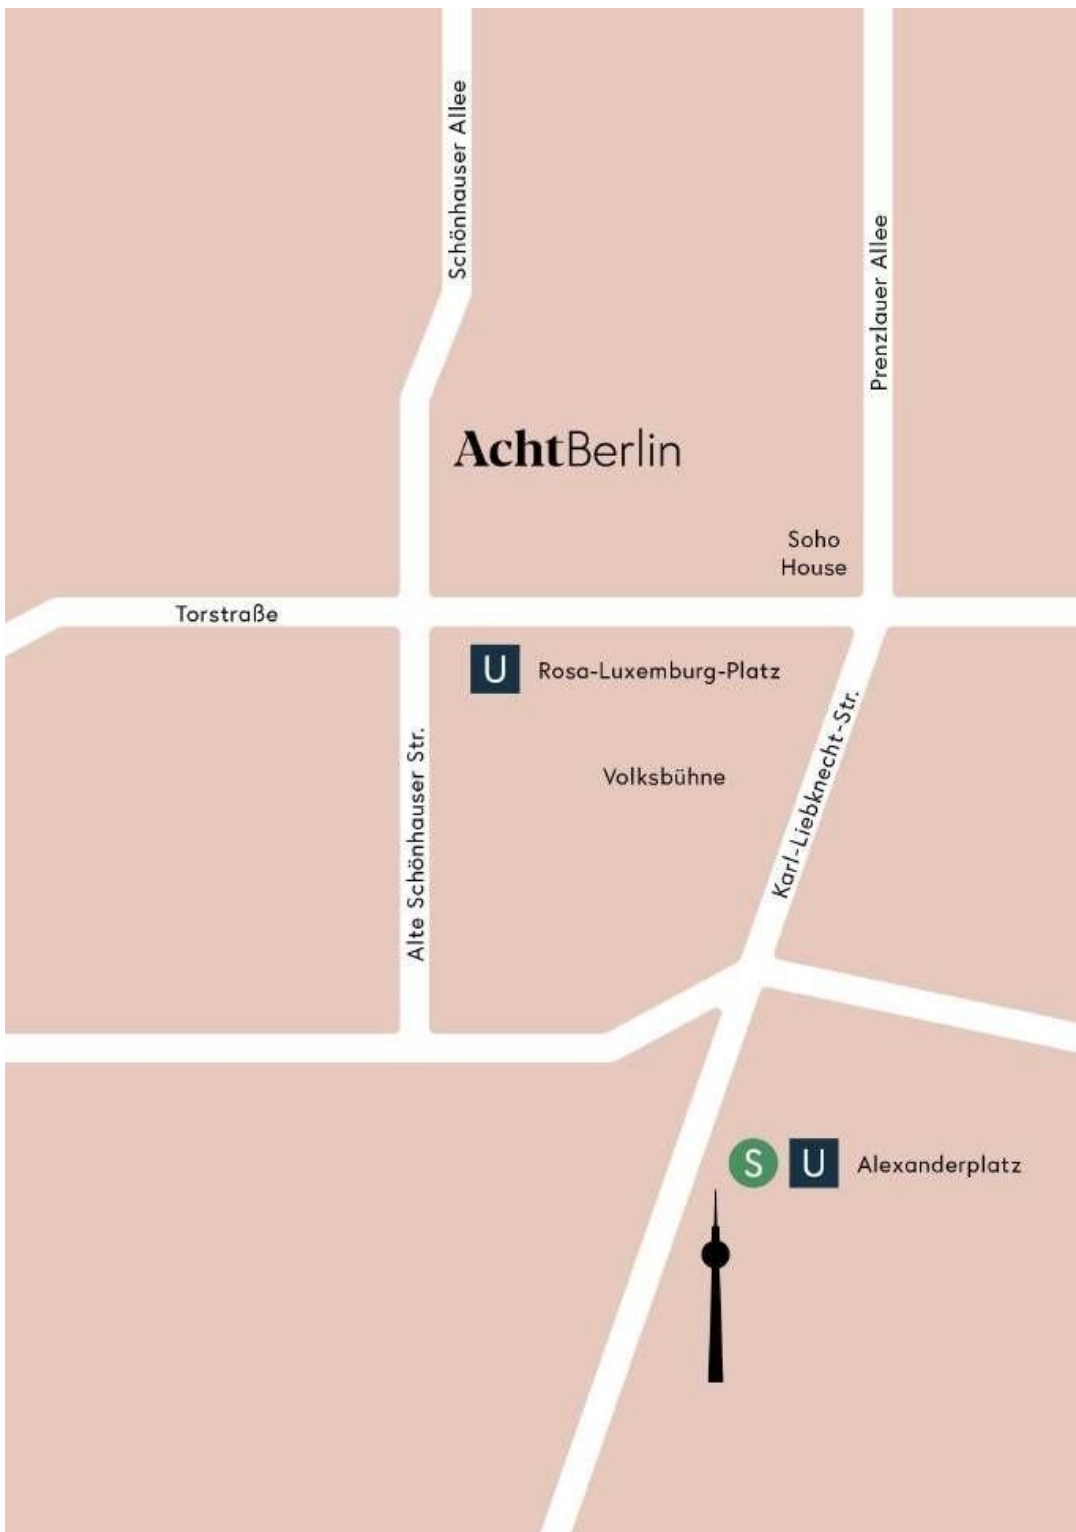 Schönhauser Allee
Prenzlauer Allee
AchtBerlin
Soho
House
Torstraße
U Rosa-Luxemburg-Platz
Karl-Liebknecht-Str.
Alte Schönhauser Str.
Volksbühne
S U Alexanderplatz